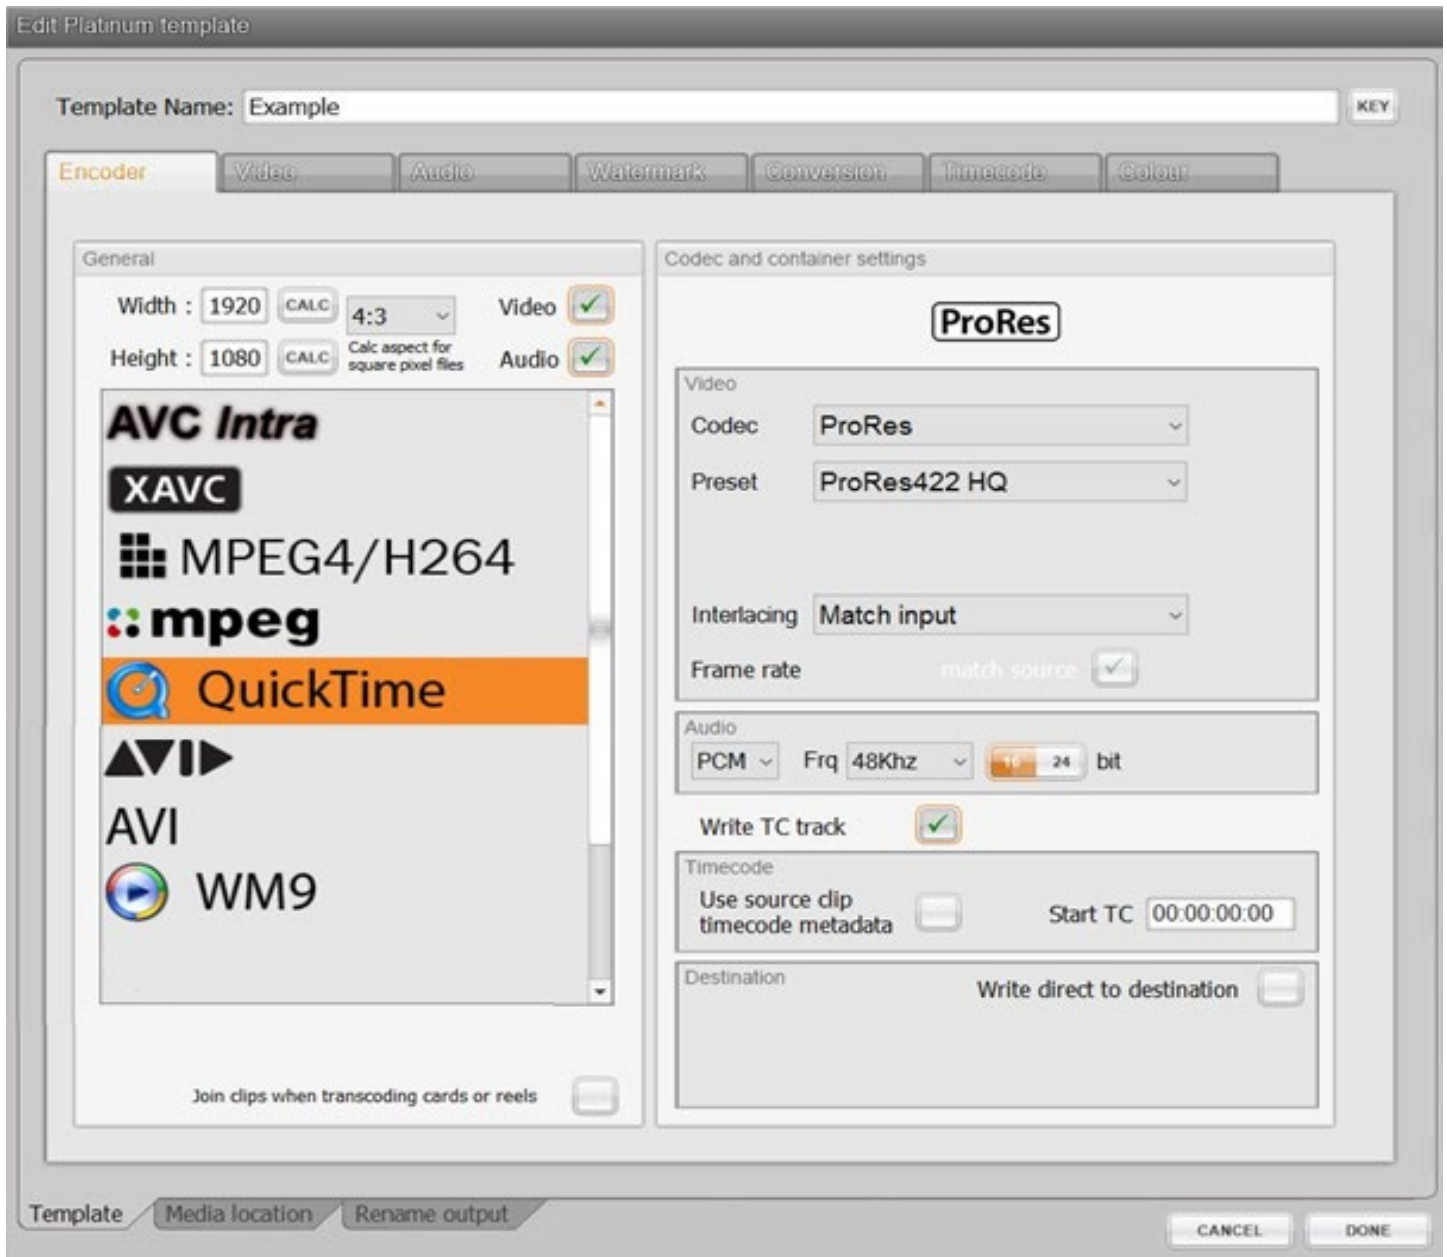 Edit Platinum template
Template Name: Example KEY
Encoder Video Audio Watermark Conversion Timecode Colour
General
Width : 1920 CALC 4:3 Video
Height : 1080 CALC Calc aspect for square pixel files Audio
AVC Intra
XAVC
MPEG4/H264
mpeg
QuickTime
AVID
AVI
WM9
Join clips when transcoding cards or reels
Codec and container settings
ProRes
Video
Codec ProRes
Preset ProRes422 HQ
Interlacing Match input
Frame rate match source
Audio
PCM Frq 48Khz 16 24 bit
Write TC track
Timecode
Use source clip
timecode metadata
Start TC 00:00:00:00
Destination
Write direct to destination
Template Media location Rename output
CANCEL DONE